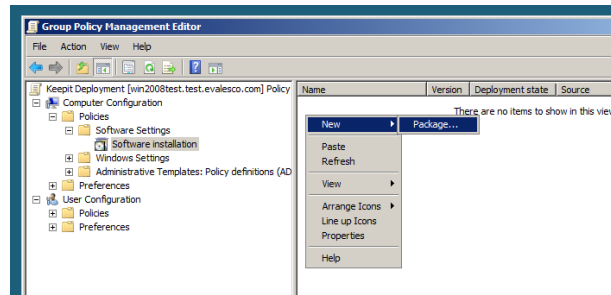 Group Policy Management Editor
File Action View Help
Keepit Deployment [win2008test.test.evalesco.com] Policy
Computer Configuration
Policies
Software Settings
Software installation
Windows Settings
Administrative Templates: Policy definitions (AD
Preferences
User Configuration
Policies
Preferences
Name Version Deployment state Source
There are no items to show in this view
New
Package...
Paste
Refresh
View
Arrange Icons
Line up Icons
Properties
Help